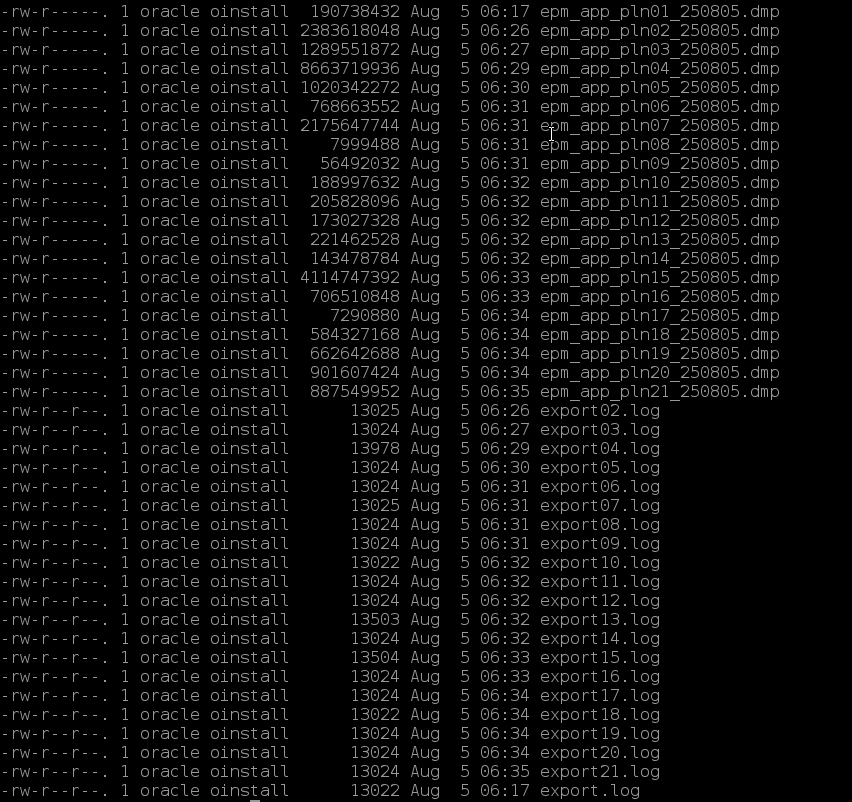 -rw-r-----. 1 oracle oinstall  190738432 Aug  5 06:17 epm_app_pln01_250805.dmp
-rw-r-----. 1 oracle oinstall 2383618048 Aug  5 06:26 epm_app_pln02_250805.dmp
-rw-r-----. 1 oracle oinstall 1289551872 Aug  5 06:27 epm_app_pln03_250805.dmp
-rw-r-----. 1 oracle oinstall 8663719936 Aug  5 06:29 epm_app_pln04_250805.dmp
-rw-r-----. 1 oracle oinstall 1020342272 Aug  5 06:30 epm_app_pln05_250805.dmp
-rw-r-----. 1 oracle oinstall  768663552 Aug  5 06:31 epm_app_pln06_250805.dmp
-rw-r-----. 1 oracle oinstall 2175647744 Aug  5 06:31 epm_app_pln07_250805.dmp
-rw-r-----. 1 oracle oinstall    7999488 Aug  5 06:31 epm_app_pln08_250805.dmp
-rw-r-----. 1 oracle oinstall   56492032 Aug  5 06:31 epm_app_pln09_250805.dmp
-rw-r-----. 1 oracle oinstall  188997632 Aug  5 06:32 epm_app_pln10_250805.dmp
-rw-r-----. 1 oracle oinstall  205828096 Aug  5 06:32 epm_app_pln11_250805.dmp
-rw-r-----. 1 oracle oinstall  173027328 Aug  5 06:32 epm_app_pln12_250805.dmp
-rw-r-----. 1 oracle oinstall  221462528 Aug  5 06:32 epm_app_pln13_250805.dmp
-rw-r-----. 1 oracle oinstall  143478784 Aug  5 06:32 epm_app_pln14_250805.dmp
-rw-r-----. 1 oracle oinstall 4114747392 Aug  5 06:33 epm_app_pln15_250805.dmp
-rw-r-----. 1 oracle oinstall  706510848 Aug  5 06:33 epm_app_pln16_250805.dmp
-rw-r-----. 1 oracle oinstall    7290880 Aug  5 06:34 epm_app_pln17_250805.dmp
-rw-r-----. 1 oracle oinstall  584327168 Aug  5 06:34 epm_app_pln18_250805.dmp
-rw-r-----. 1 oracle oinstall  662642688 Aug  5 06:34 epm_app_pln19_250805.dmp
-rw-r-----. 1 oracle oinstall  901607424 Aug  5 06:34 epm_app_pln20_250805.dmp
-rw-r-----. 1 oracle oinstall  887549952 Aug  5 06:35 epm_app_pln21_250805.dmp
-rw-r--r--. 1 oracle oinstall      13025 Aug  5 06:26 export02.log
-rw-r--r--. 1 oracle oinstall      13024 Aug  5 06:27 export03.log
-rw-r--r--. 1 oracle oinstall      13978 Aug  5 06:29 export04.log
-rw-r--r--. 1 oracle oinstall      13024 Aug  5 06:30 export05.log
-rw-r--r--. 1 oracle oinstall      13024 Aug  5 06:31 export06.log
-rw-r--r--. 1 oracle oinstall      13025 Aug  5 06:31 export07.log
-rw-r--r--. 1 oracle oinstall      13024 Aug  5 06:31 export08.log
-rw-r--r--. 1 oracle oinstall      13024 Aug  5 06:31 export09.log
-rw-r--r--. 1 oracle oinstall      13022 Aug  5 06:32 export10.log
-rw-r--r--. 1 oracle oinstall      13024 Aug  5 06:32 export11.log
-rw-r--r--. 1 oracle oinstall      13024 Aug  5 06:32 export12.log
-rw-r--r--. 1 oracle oinstall      13503 Aug  5 06:32 export13.log
-rw-r--r--. 1 oracle oinstall      13024 Aug  5 06:32 export14.log
-rw-r--r--. 1 oracle oinstall      13504 Aug  5 06:33 export15.log
-rw-r--r--. 1 oracle oinstall      13024 Aug  5 06:33 export16.log
-rw-r--r--. 1 oracle oinstall      13024 Aug  5 06:34 export17.log
-rw-r--r--. 1 oracle oinstall      13022 Aug  5 06:34 export18.log
-rw-r--r--. 1 oracle oinstall      13024 Aug  5 06:34 export19.log
-rw-r--r--. 1 oracle oinstall      13024 Aug  5 06:34 export20.log
-rw-r--r--. 1 oracle oinstall      13024 Aug  5 06:35 export21.log
-rw-r--r--. 1 oracle oinstall      13022 Aug  5 06:17 export.log